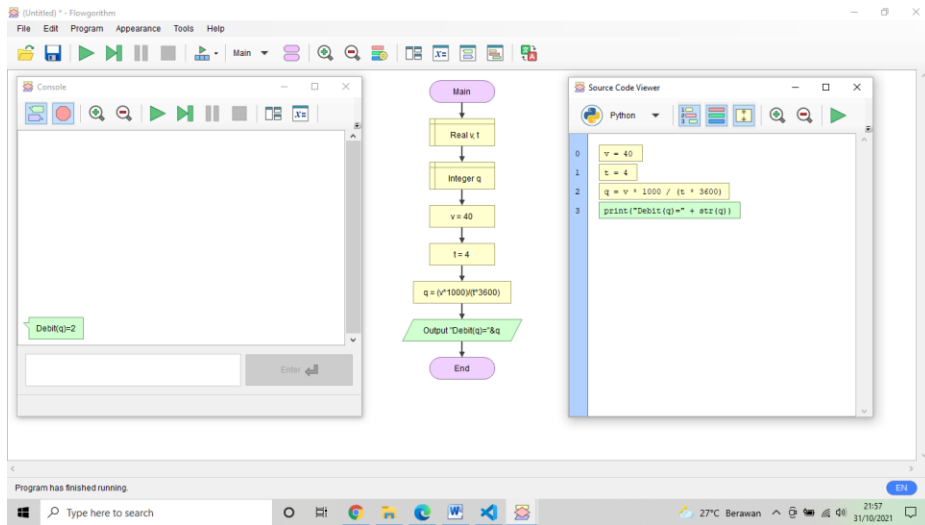 (Untitled) * - Flowgorithm
File Edit Program Appearance Tools Help
Main
Console
Debit(q)=2
Enter
Main
Real v, t
Integer q
v = 40
t = 4
q = (v*1000)/(t*3600)
Output "Debit(q)="&q
End
Source Code Viewer
Python
0 v = 40
1 t = 4
2 q = v * 1000 / (t * 3600)
3 print("Debit(q)=" + str(q))
Program has finished running.
EN
Type here to search
27°C Berawan
21:57
31/10/2021